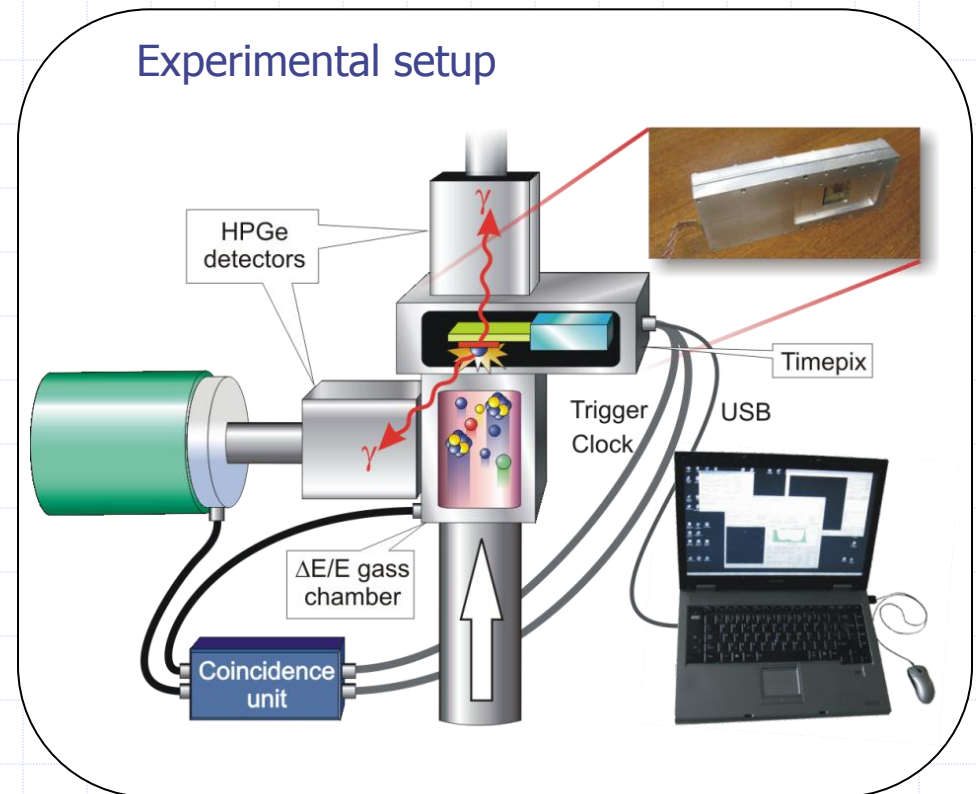 Experimental setup
γ
HPGe
detectors
Timepix
Trigger
Clock
USB
γ
ΔE/E gass
chamber
Coincidence
unit